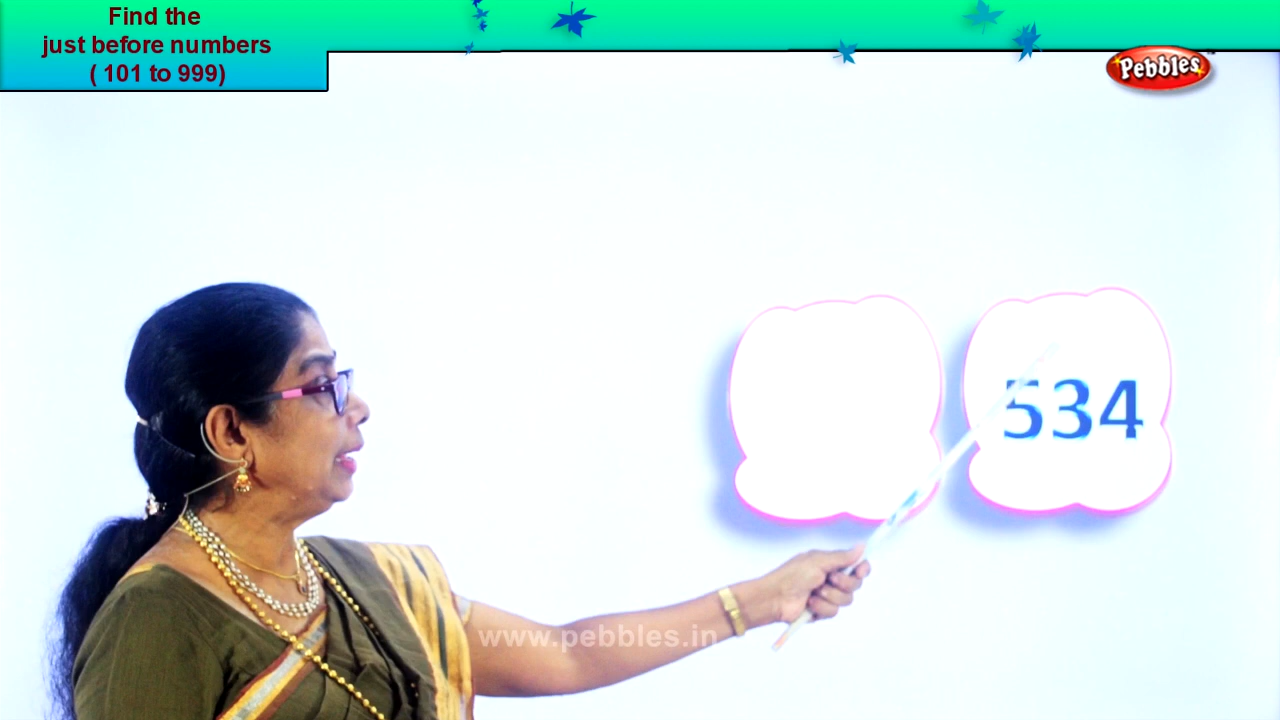 Find the
just before numbers
( 101 to 999)
Pebbles
534
www.pebbles.in